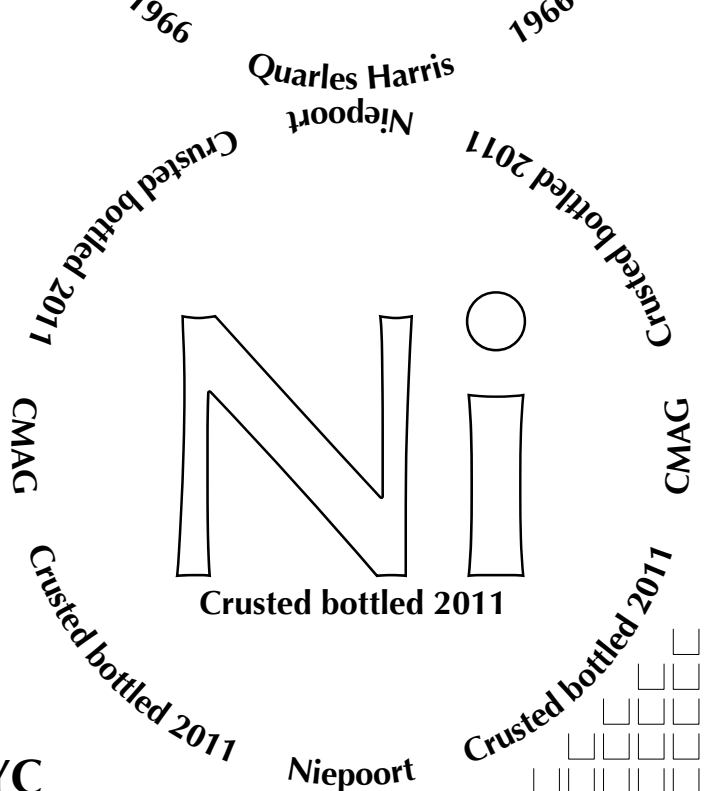 1966
1966
Quarles Harris
Niepoort
Crusted bottled 2011
Crusted bottled 2011
CMAG
CMAG
Ni
Crusted bottled 2011
Crusted bottled 2011
Crusted bottled 2011
Niepoort